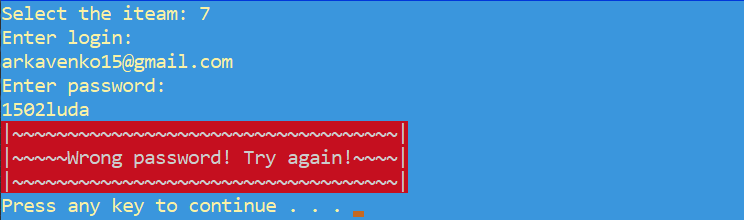 Select the iteam: 7
Enter login:
arkavenko15@gmail.com
Enter password:
1502luda
|~~~~~~~~~~~~~~~~~~~~~~~~~~~~~~~~~~~|
|~~~~~Wrong password! Try again!~~~~|
|~~~~~~~~~~~~~~~~~~~~~~~~~~~~~~~~~~~|
Press any key to continue . . .